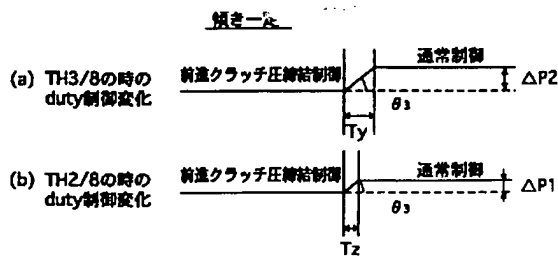 傾き一定
(a) TH3/8の時の
duty制御変化
前進クラッチ圧締結制御
通常制御
△P2
θ3
Ty
(b) TH2/8の時の
duty制御変化
前進クラッチ圧締結制御
通常制御
△P1
θ3
Tz